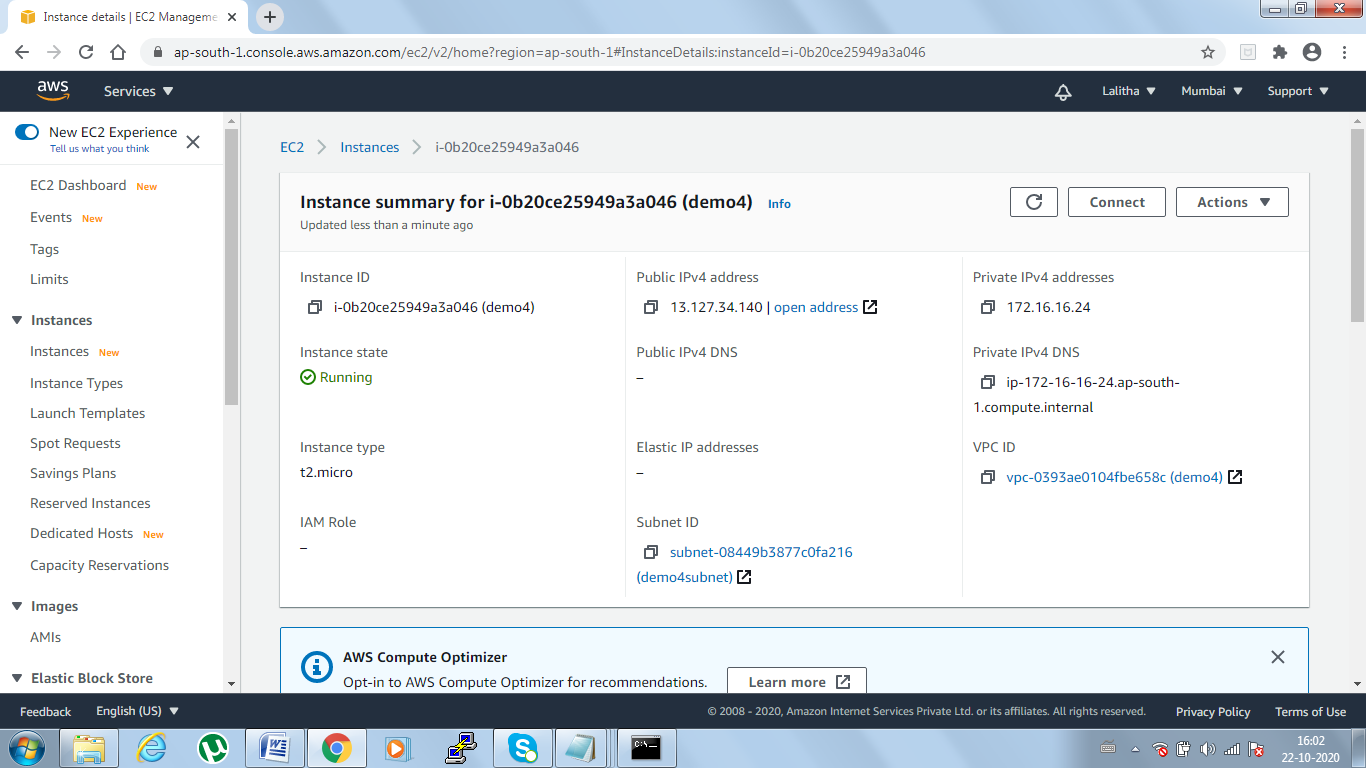 Instance details | EC2 Manageme
ap-south-1.console.aws.amazon.com/ec2/v2/home?region=ap-south-1#InstanceDetails:instanceId=i-0b20ce25949a3a046
aws Services Lalitha Mumbai Support
New EC2 Experience
Tell us what you think
EC2 Dashboard New
Events New
Tags
Limits
Instances
Instances New
Instance Types
Launch Templates
Spot Requests
Savings Plans
Reserved Instances
Dedicated Hosts New
Capacity Reservations
Images
AMIs
Elastic Block Store
EC2 Instances i-0b20ce25949a3a046
Instance summary for i-0b20ce25949a3a046 (demo4) Info
Updated less than a minute ago
Connect Actions
Instance ID
i-0b20ce25949a3a046 (demo4)
Public IPv4 address
13.127.34.140 | open address
Private IPv4 addresses
172.16.16.24
Instance state
Running
Public IPv4 DNS
–
Private IPv4 DNS
ip-172-16-16-24.ap-south-
1.compute.internal
Instance type
t2.micro
Elastic IP addresses
–
VPC ID
vpc-0393ae0104fbe658c (demo4)
IAM Role
–
Subnet ID
subnet-08449b3877c0fa216
(demo4subnet)
AWS Compute Optimizer
Opt-in to AWS Compute Optimizer for recommendations.
Learn more
Feedback English (US) © 2008 - 2020, Amazon Internet Services Private Ltd. or its affiliates. All rights reserved. Privacy Policy Terms of Use
16:02
22-10-2020